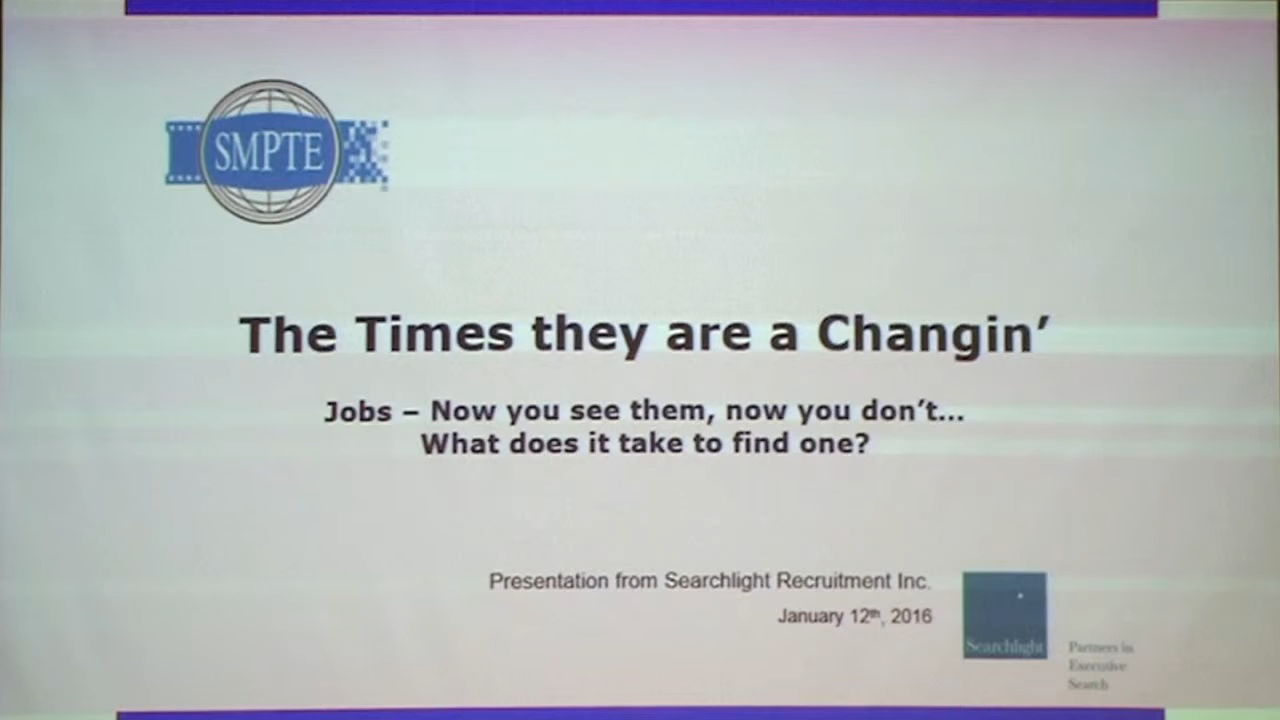 SMPTE
The Times they are a Changin’
Jobs – Now you see them, now you don’t...
What does it take to find one?
Presentation from Searchlight Recruitment Inc.
January 12th, 2016
Searchlight
Partners in
Executive
Search